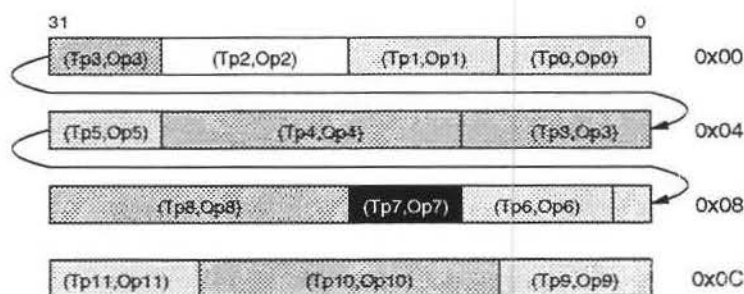 31 0
(Tp3,Op3) (Tp2,Op2) (Tp1,Op1) (Tp0,Op0) 0x00
(Tp5,Op5) (Tp4,Op4) (Tp3,Op3) 0x04
(Tp8,Op8) (Tp7,Op7) (Tp6,Op6) 0x08
(Tp11,Op11) (Tp10,Op10) (Tp9,Op9) 0x0C